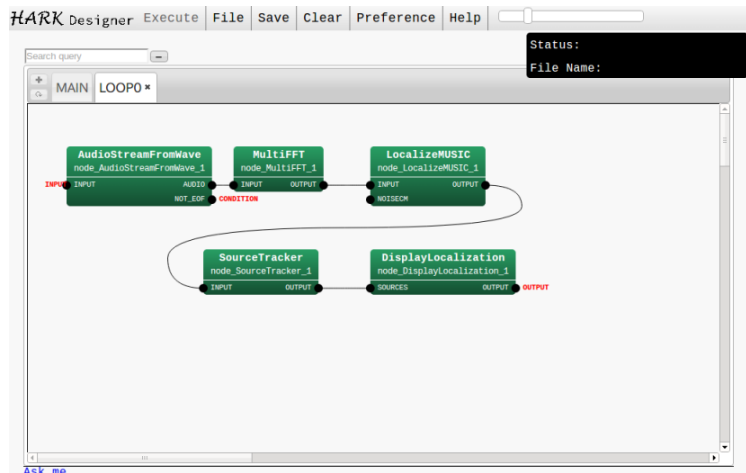 HARK Designer Execute File Save Clear Preference Help
Status:
File Name:
Search query
MAIN LOOP0 ×
AudioStreamFromWave
node_AudioStreamFromWave_1
INPUT INPUT AUDIO
NOT_EOF CONDITION
MultiFFT
node_MultiFFT_1
INPUT OUTPUT
LocalizeMUSIC
node_LocalizeMUSIC_1
INPUT OUTPUT
NOISECM
SourceTracker
node_SourceTracker_1
INPUT OUTPUT
DisplayLocalization
node_DisplayLocalization_1
SOURCES OUTPUT OUTPUT
Ask me